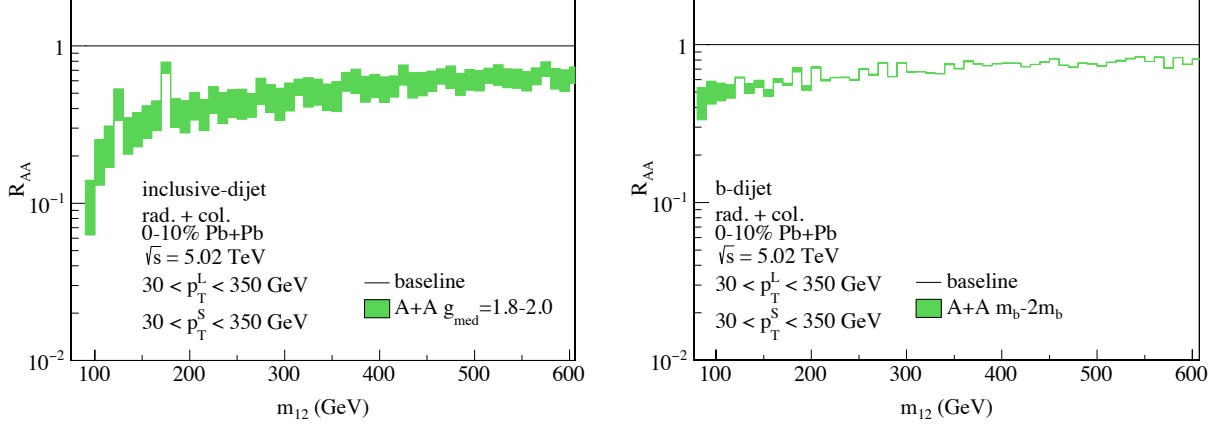 1
10⁻¹
10⁻²
R_AA
inclusive-dijet
rad. + col.
0-10% Pb+Pb
√s = 5.02 TeV
30 < p_T^L < 350 GeV
30 < p_T^S < 350 GeV
baseline
A+A g_med=1.8-2.0
100 200 300 400 500 600
m₁₂ (GeV)
1
10⁻¹
10⁻²
R_AA
b-dijet
rad. + col.
0-10% Pb+Pb
√s = 5.02 TeV
30 < p_T^L < 350 GeV
30 < p_T^S < 350 GeV
baseline
A+A m_b-2m_b
100 200 300 400 500 600
m₁₂ (GeV)